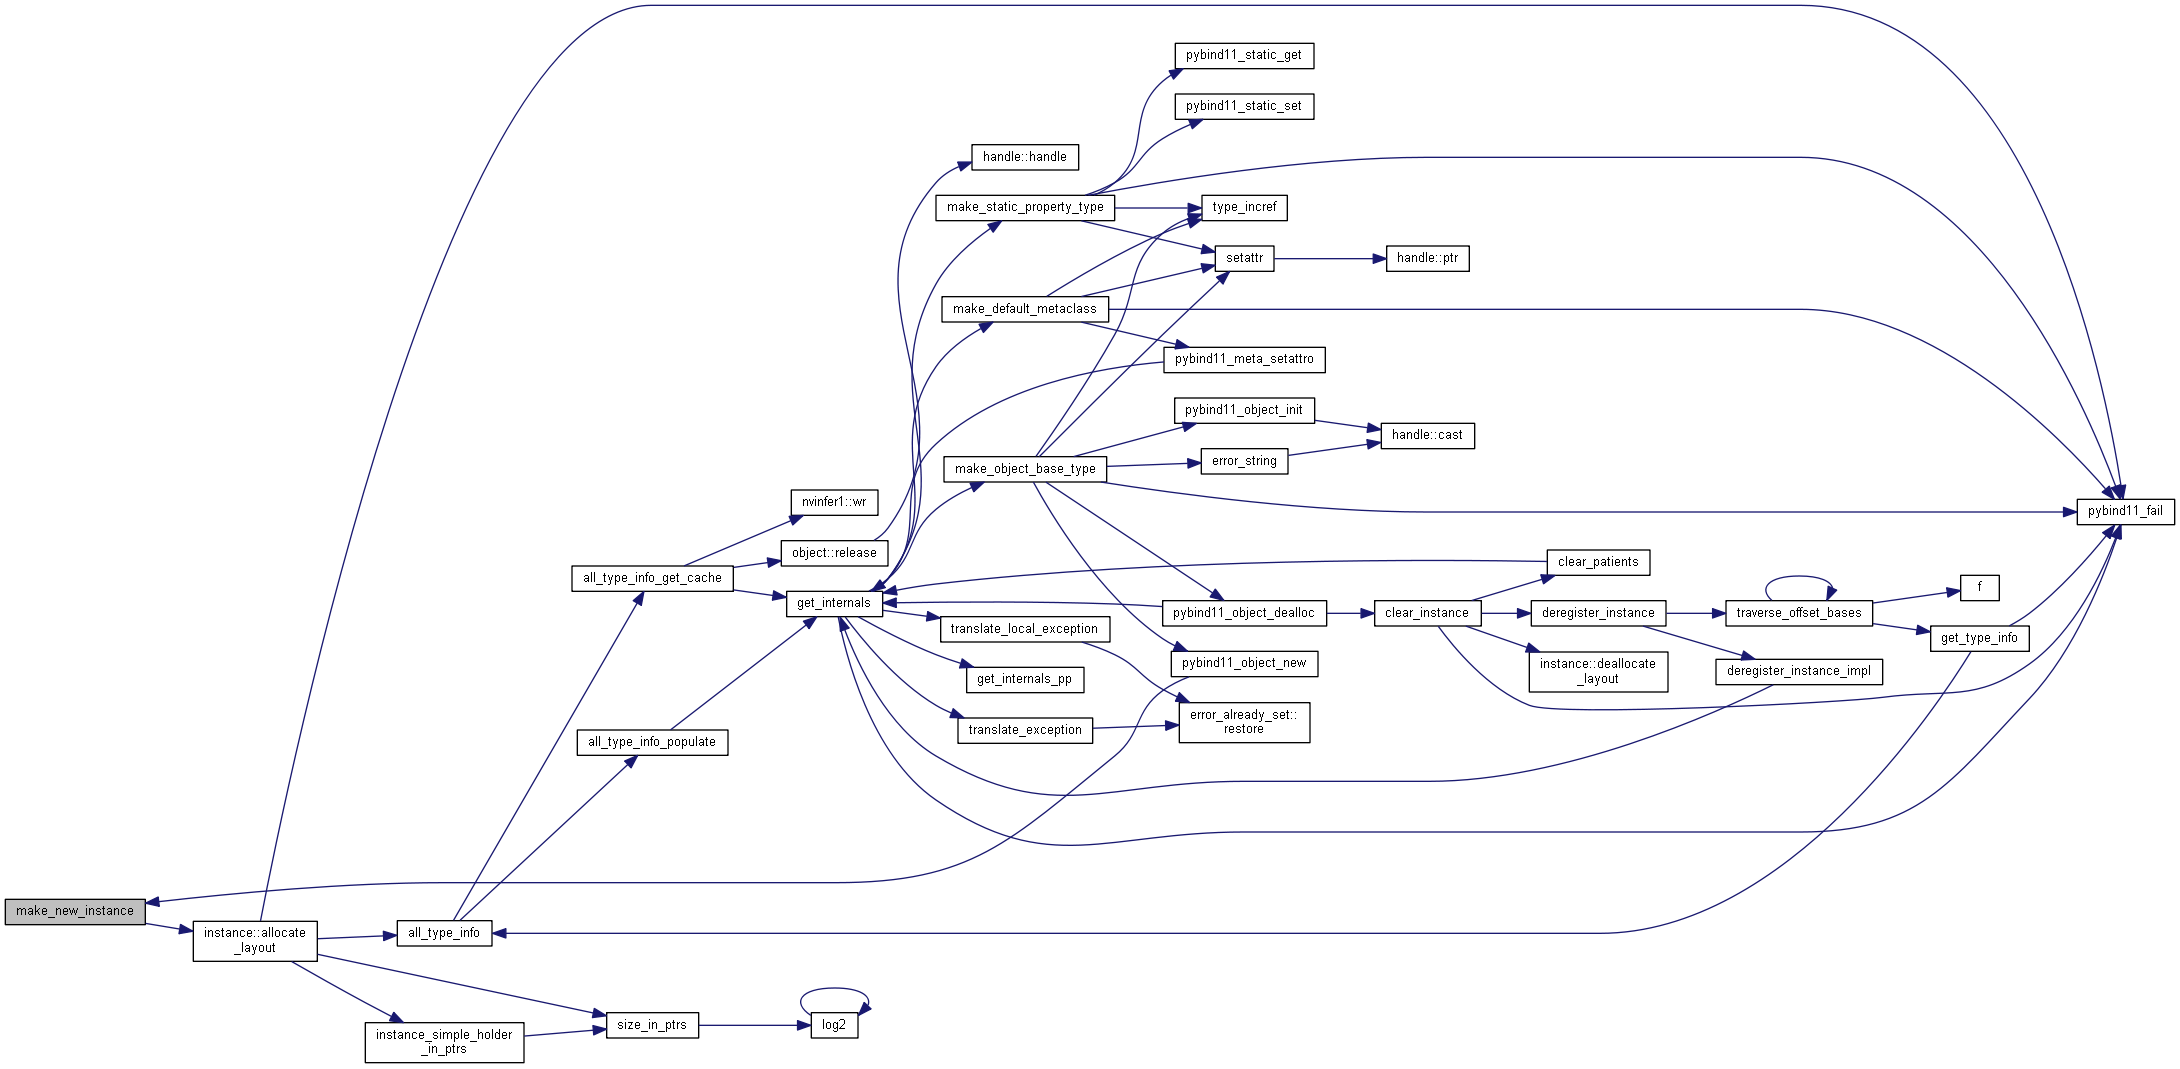 pybind11_static_get
pybind11_static_set
handle::handle
make_static_property_type
type_incref
setattr
handle::ptr
make_default_metaclass
pybind11_meta_setattro
pybind11_object_init
handle::cast
make_object_base_type
error_string
nvinfer1::wr
pybind11_fail
object::release
clear_patients
all_type_info_get_cache
f
get_internals
pybind11_object_dealloc
clear_instance
deregister_instance
traverse_offset_bases
translate_local_exception
get_type_info
pybind11_object_new
instance::deallocate
_layout
deregister_instance_impl
get_internals_pp
error_already_set::
restore
translate_exception
all_type_info_populate
make_new_instance
instance::allocate
_layout
all_type_info
size_in_ptrs
log2
instance_simple_holder
_in_ptrs